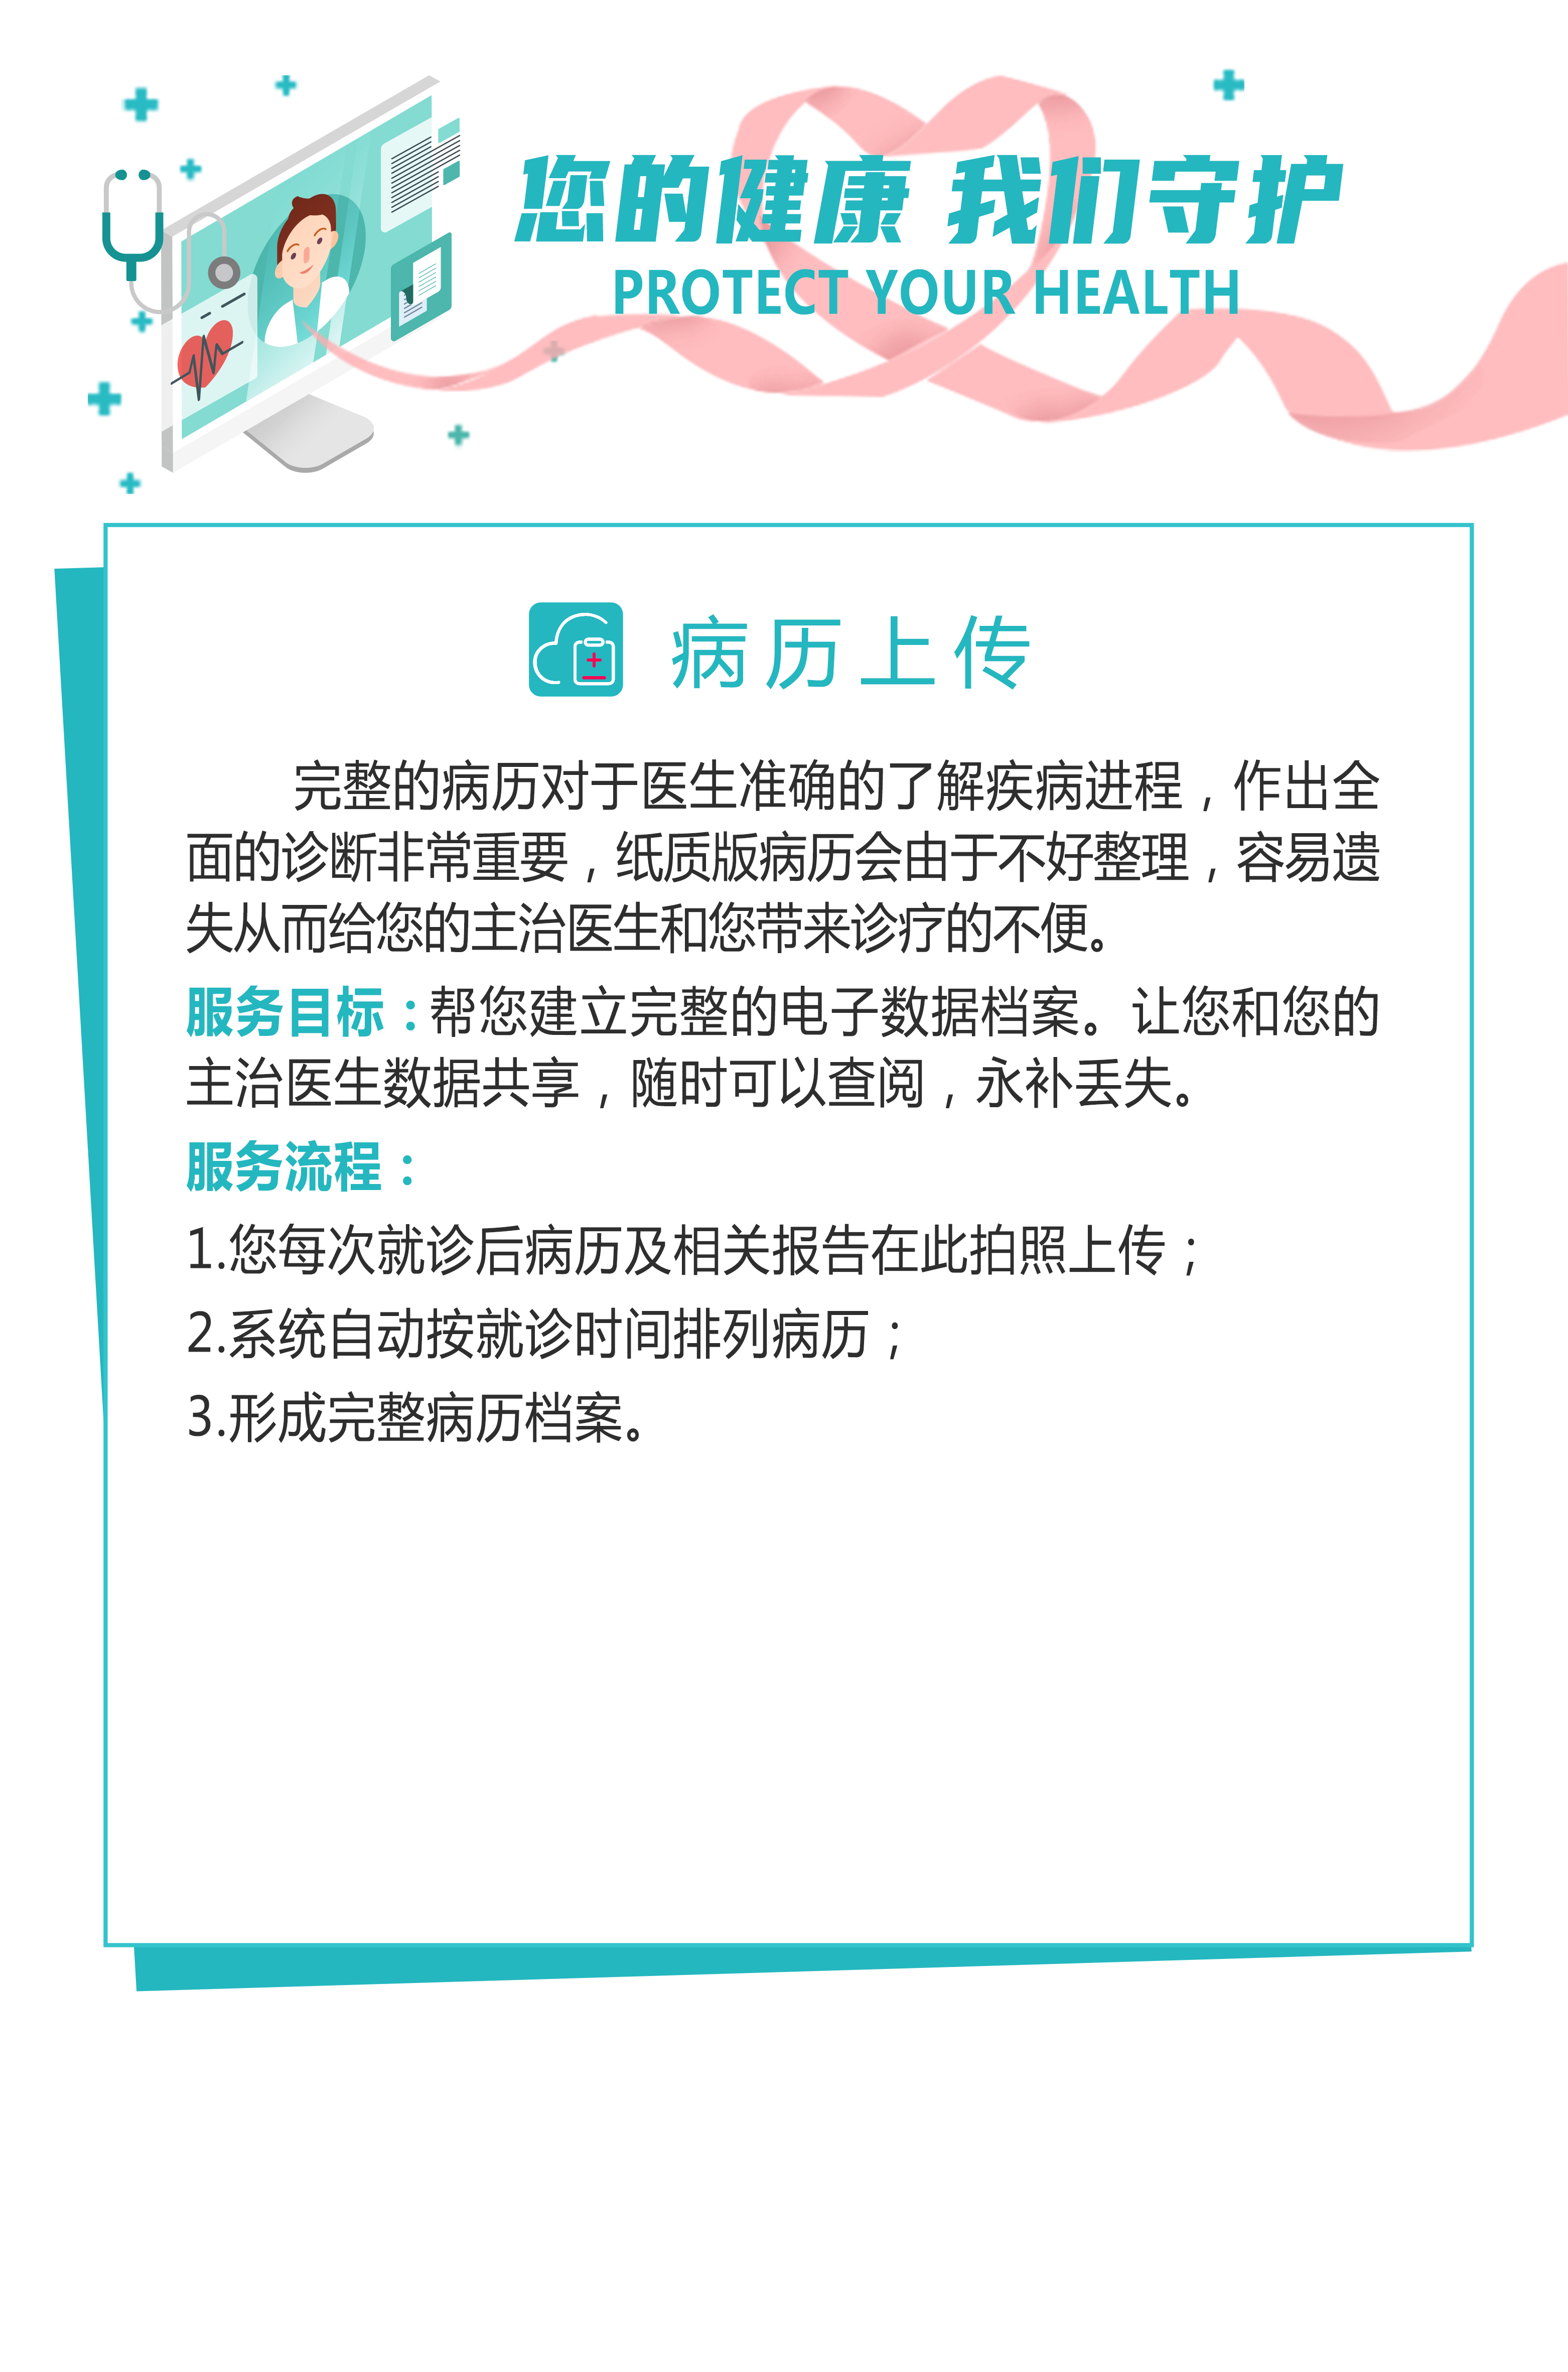 您的健康 我们守护
PROTECT YOUR HEALTH
病历上传
完整的病历对于医生准确的了解疾病进程，作出全
面的诊断非常重要，纸质版病历会由于不好整理，容易遗
失从而给您的主治医生和您带来诊疗的不便。
服务目标：帮您建立完整的电子数据档案。让您和您的
主治医生数据共享，随时可以查阅，永补丢失。
服务流程：
1.您每次就诊后病历及相关报告在此拍照上传；
2.系统自动按就诊时间排列病历；
3.形成完整病历档案。